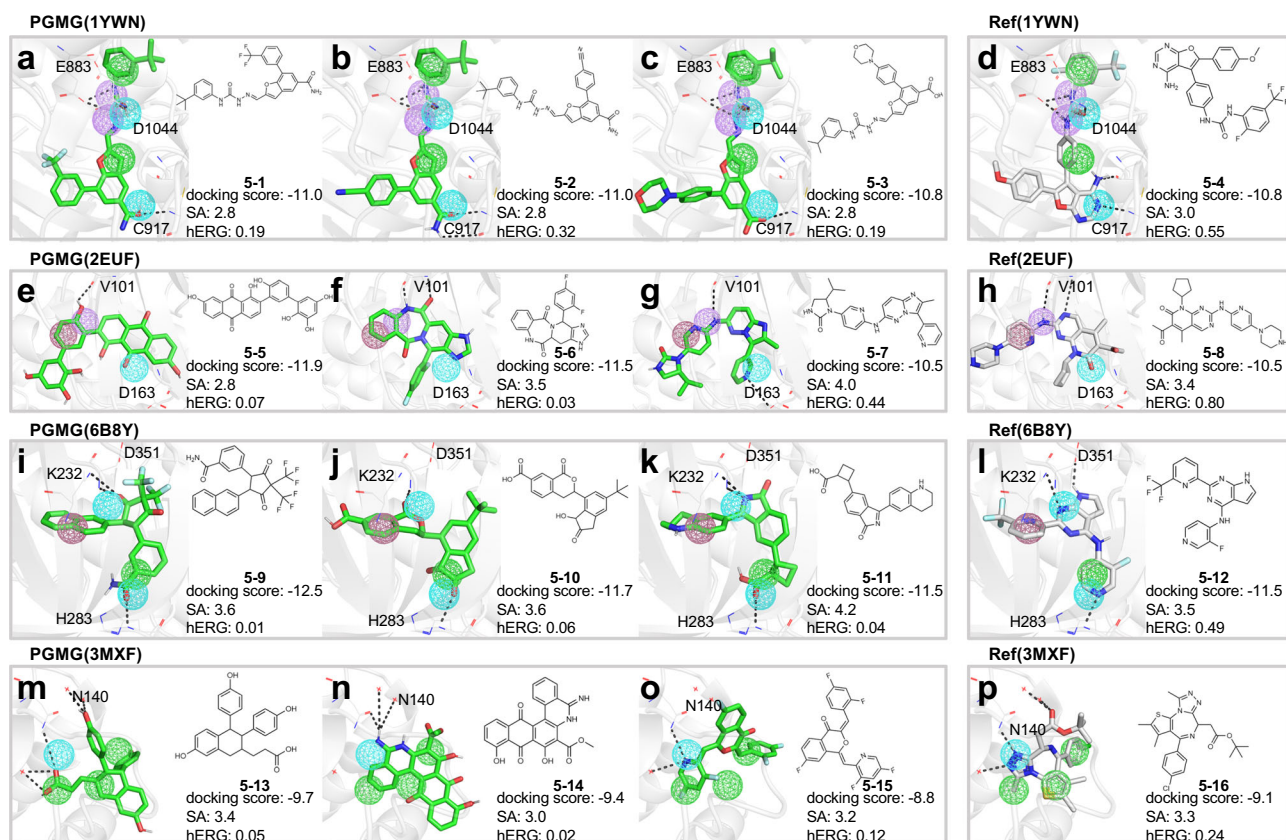 PGMG(1YWN)
Ref(1YWN)
a
E883
D1044
C917
5-1
docking score: -11.0
SA: 2.8
hERG: 0.19
b
E883
D1044
C917
5-2
docking score: -11.0
SA: 2.8
hERG: 0.32
c
E883
D1044
C917
5-3
docking score: -10.8
SA: 2.8
hERG: 0.19
d
E883
D1044
C917
5-4
docking score: -10.8
SA: 3.0
hERG: 0.55
PGMG(2EUF)
Ref(2EUF)
e
V101
D163
5-5
docking score: -11.9
SA: 2.8
hERG: 0.07
f
V101
D163
5-6
docking score: -11.5
SA: 3.5
hERG: 0.03
g
V101
D163
5-7
docking score: -10.5
SA: 4.0
hERG: 0.44
h
V101
D163
5-8
docking score: -10.5
SA: 3.4
hERG: 0.80
PGMG(6B8Y)
Ref(6B8Y)
i
D351
K232
H283
5-9
docking score: -12.5
SA: 3.6
hERG: 0.01
j
D351
K232
H283
5-10
docking score: -11.7
SA: 3.6
hERG: 0.06
k
D351
K232
H283
5-11
docking score: -11.5
SA: 4.2
hERG: 0.04
l
D351
K232
H283
5-12
docking score: -11.5
SA: 3.5
hERG: 0.49
PGMG(3MXF)
Ref(3MXF)
m
N140
5-13
docking score: -9.7
SA: 3.4
hERG: 0.05
n
N140
5-14
docking score: -9.4
SA: 3.0
hERG: 0.02
o
N140
5-15
docking score: -8.8
SA: 3.2
hERG: 0.12
p
N140
5-16
docking score: -9.1
SA: 3.3
hERG: 0.24